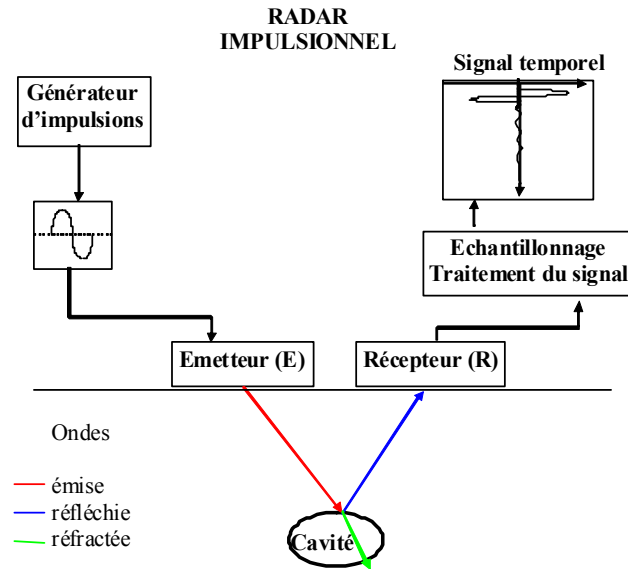 RADAR
IMPULSIONNEL
Générateur
d'impulsions
Signal temporel
Echantillonnage
Traitement du signal
Emetteur (E)
Récepteur (R)
Ondes
émise
réfléchie
réfractée
Cavité